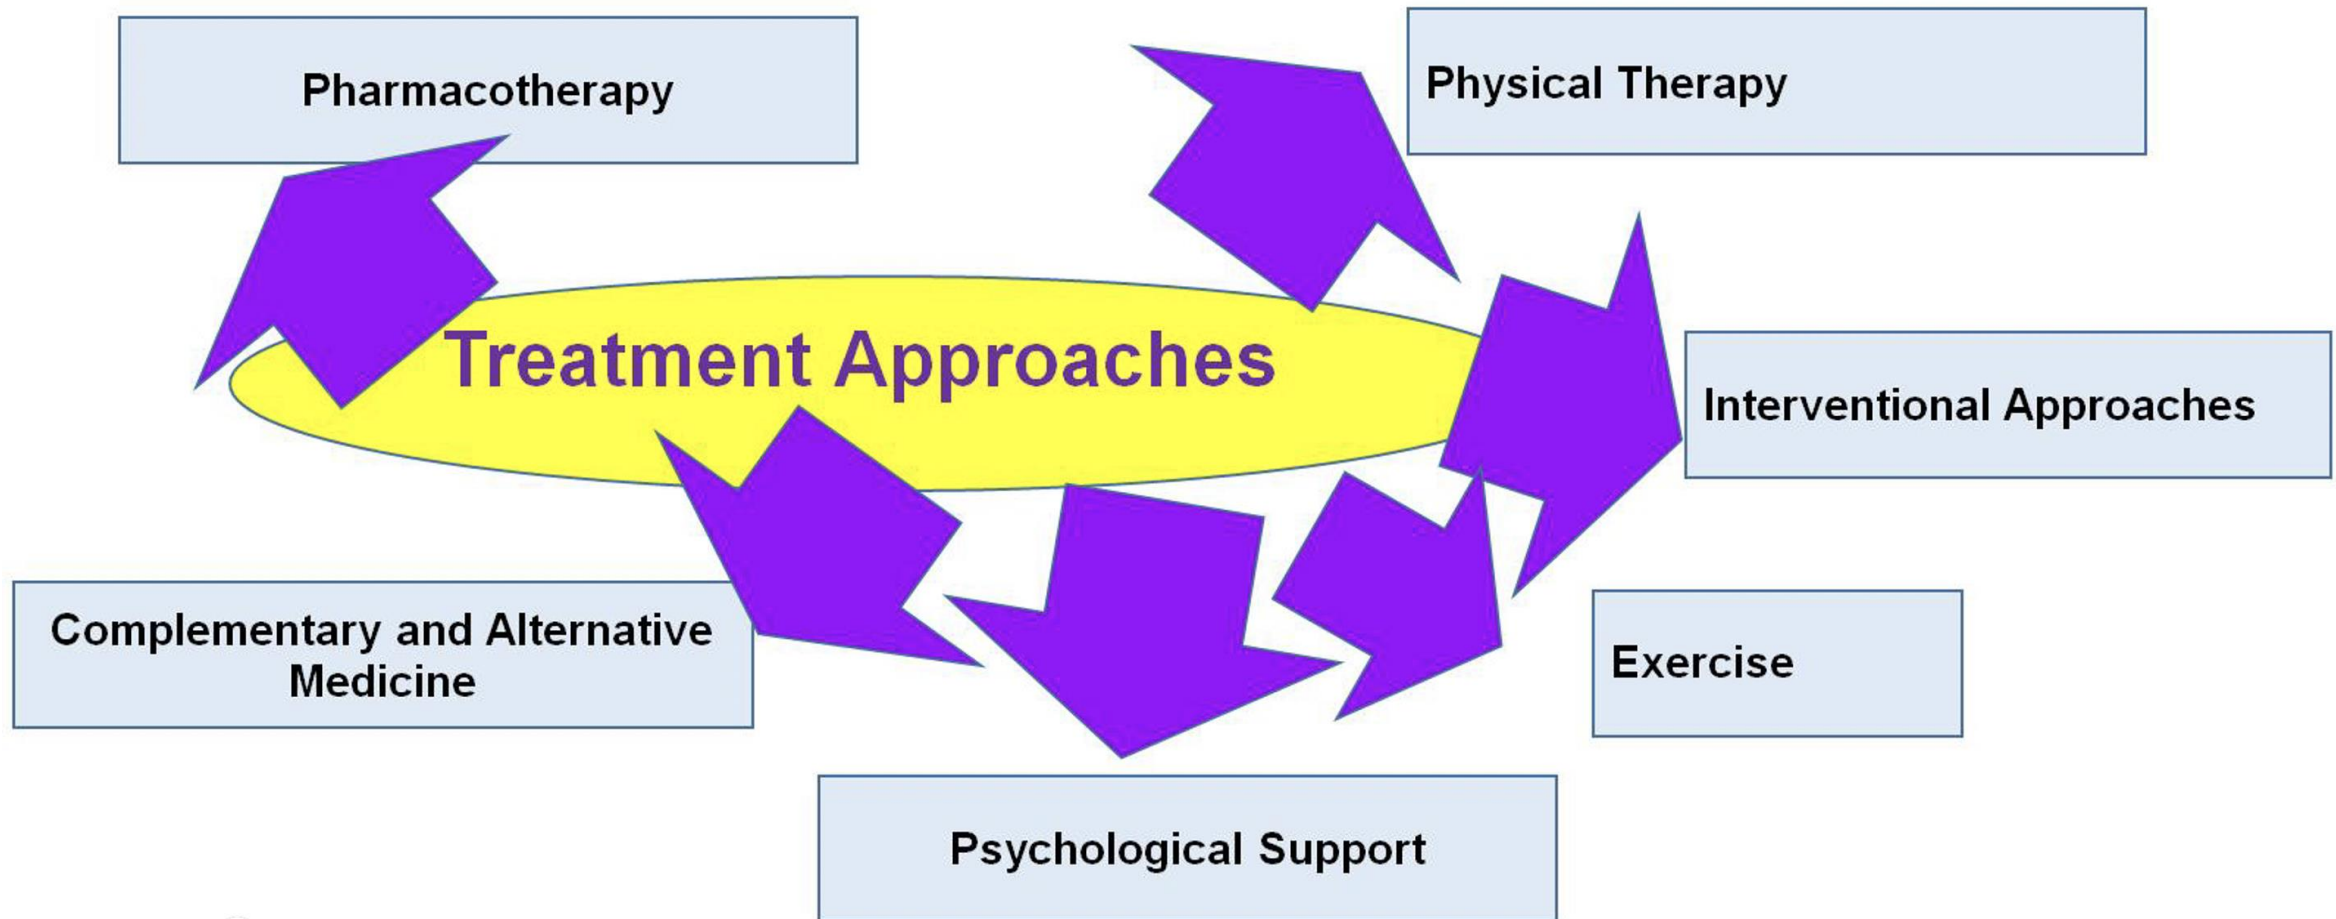 Pharmacotherapy
Physical Therapy
Treatment Approaches
Interventional Approaches
Complementary and Alternative
Medicine
Exercise
Psychological Support